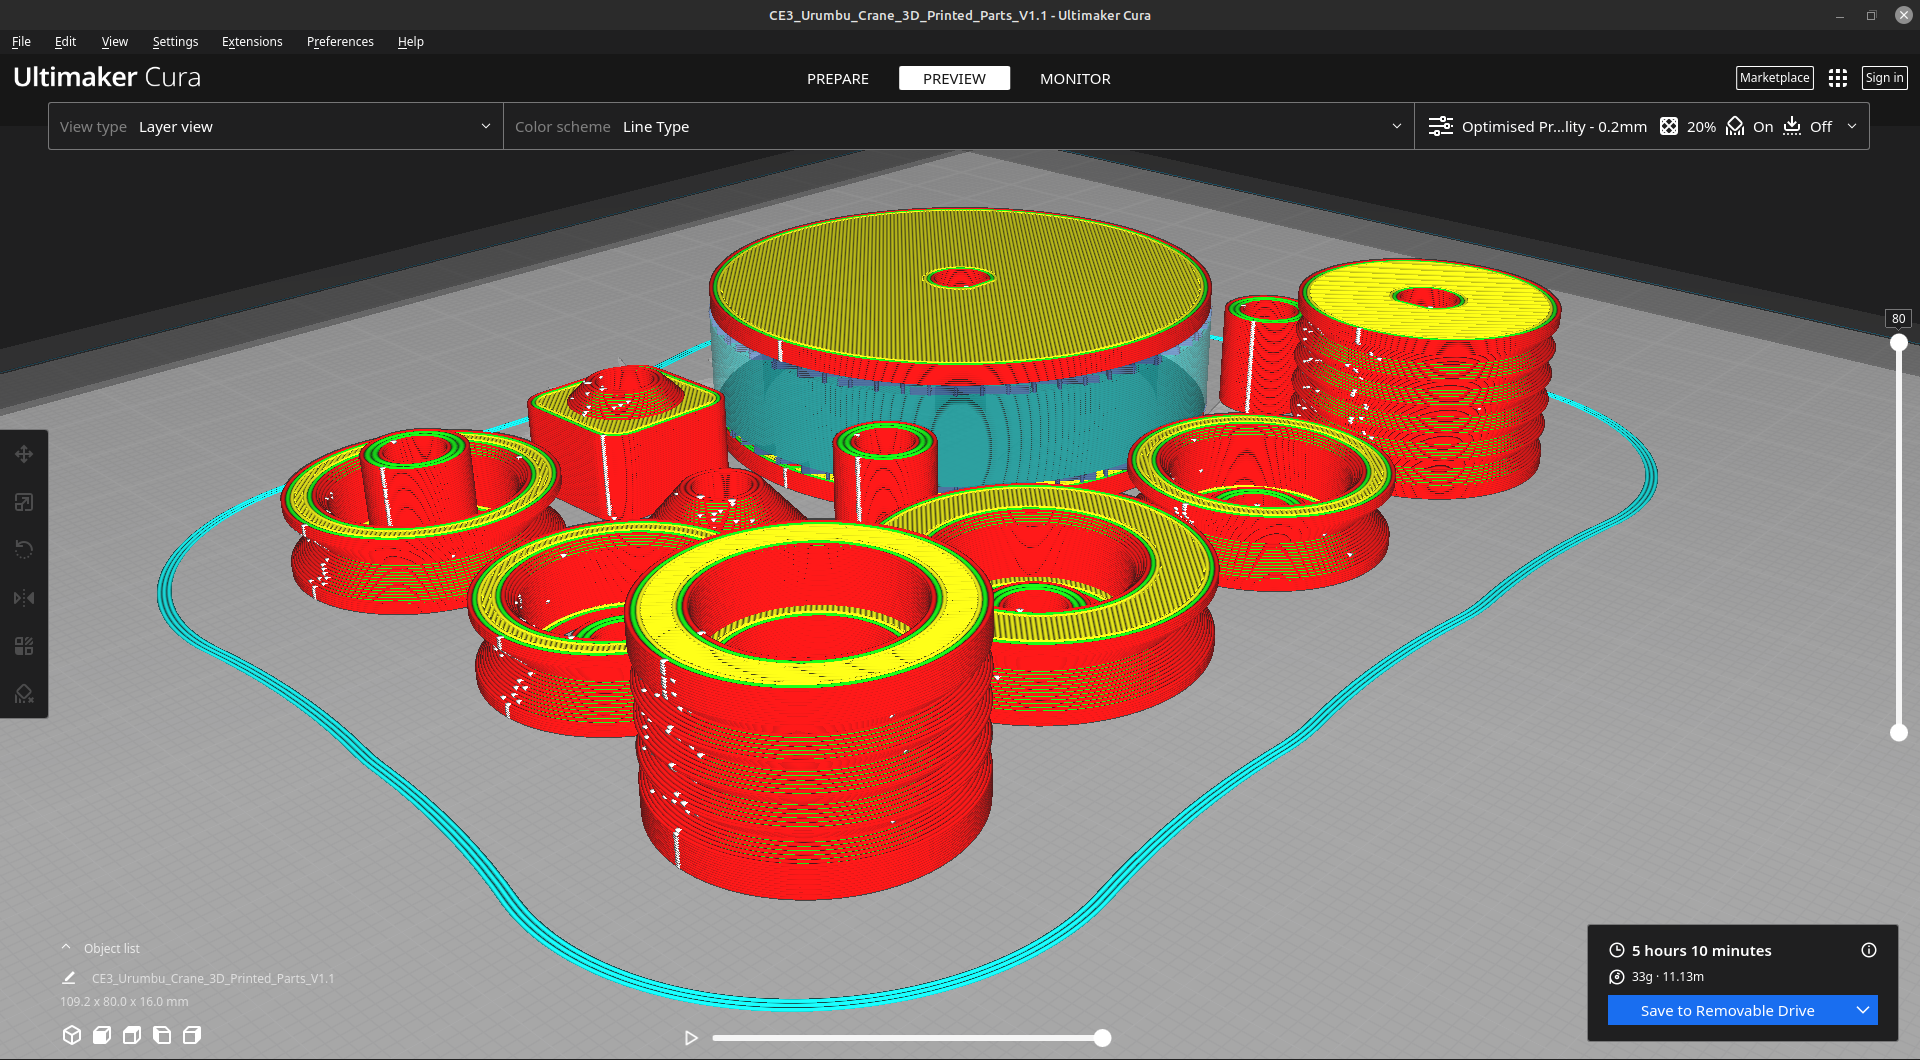 CE3_Urumbu_Crane_3D_Printed_Parts_V1.1 - Ultimaker Cura
File Edit View Settings Extensions Preferences Help
Ultimaker Cura
PREPARE PREVIEW MONITOR
Marketplace Sign in
View type Layer view
Color scheme Line Type
Optimised Pr...lity - 0.2mm 20% On Off
80
Object list
CE3_Urumbu_Crane_3D_Printed_Parts_V1.1
109.2 x 80.0 x 16.0 mm
5 hours 10 minutes
33g · 11.13m
Save to Removable Drive